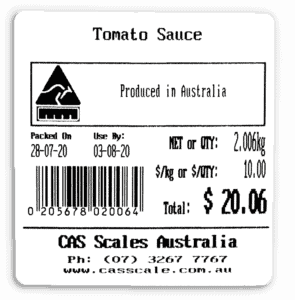 Tomato Sauce
Produced in Australia
Packed On Use By: NET or QTY: 2.006kg
28-07-20 03-08-20 $/kg or $/QTY: 10.00
0 205678 020064 Total: $ 20.06
CAS Scales Australia
Ph: (07) 3267 7767
www.casscale.com.au